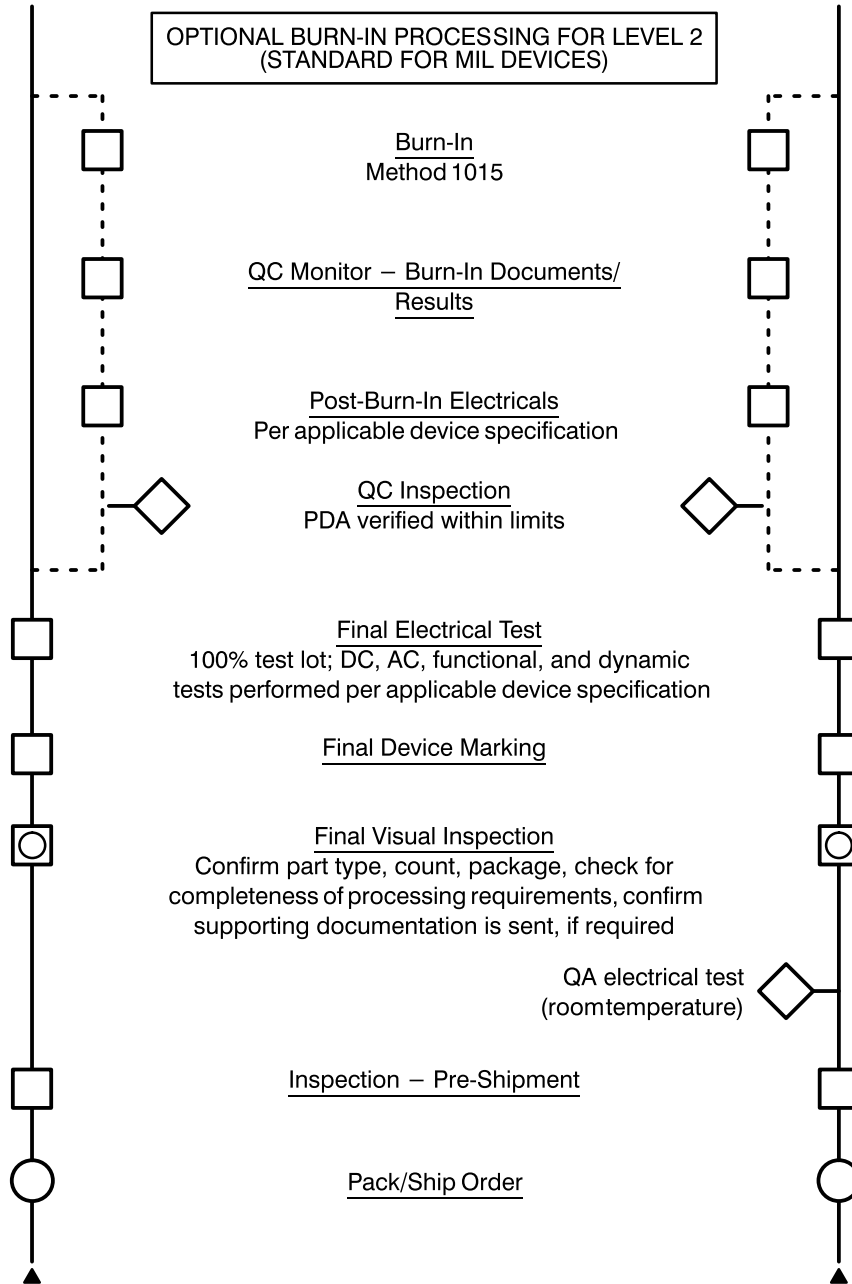 OPTIONAL BURN-IN PROCESSING FOR LEVEL 2
(STANDARD FOR MIL DEVICES)
Burn-In
Method 1015
QC Monitor – Burn-In Documents/
Results
Post-Burn-In Electricals
Per applicable device specification
QC Inspection
PDA verified within limits
Final Electrical Test
100% test lot; DC, AC, functional, and dynamic
tests performed per applicable device specification
Final Device Marking
Final Visual Inspection
Confirm part type, count, package, check for
completeness of processing requirements, confirm
supporting documentation is sent, if required
QA electrical test
(room temperature)
Inspection – Pre-Shipment
Pack/Ship Order